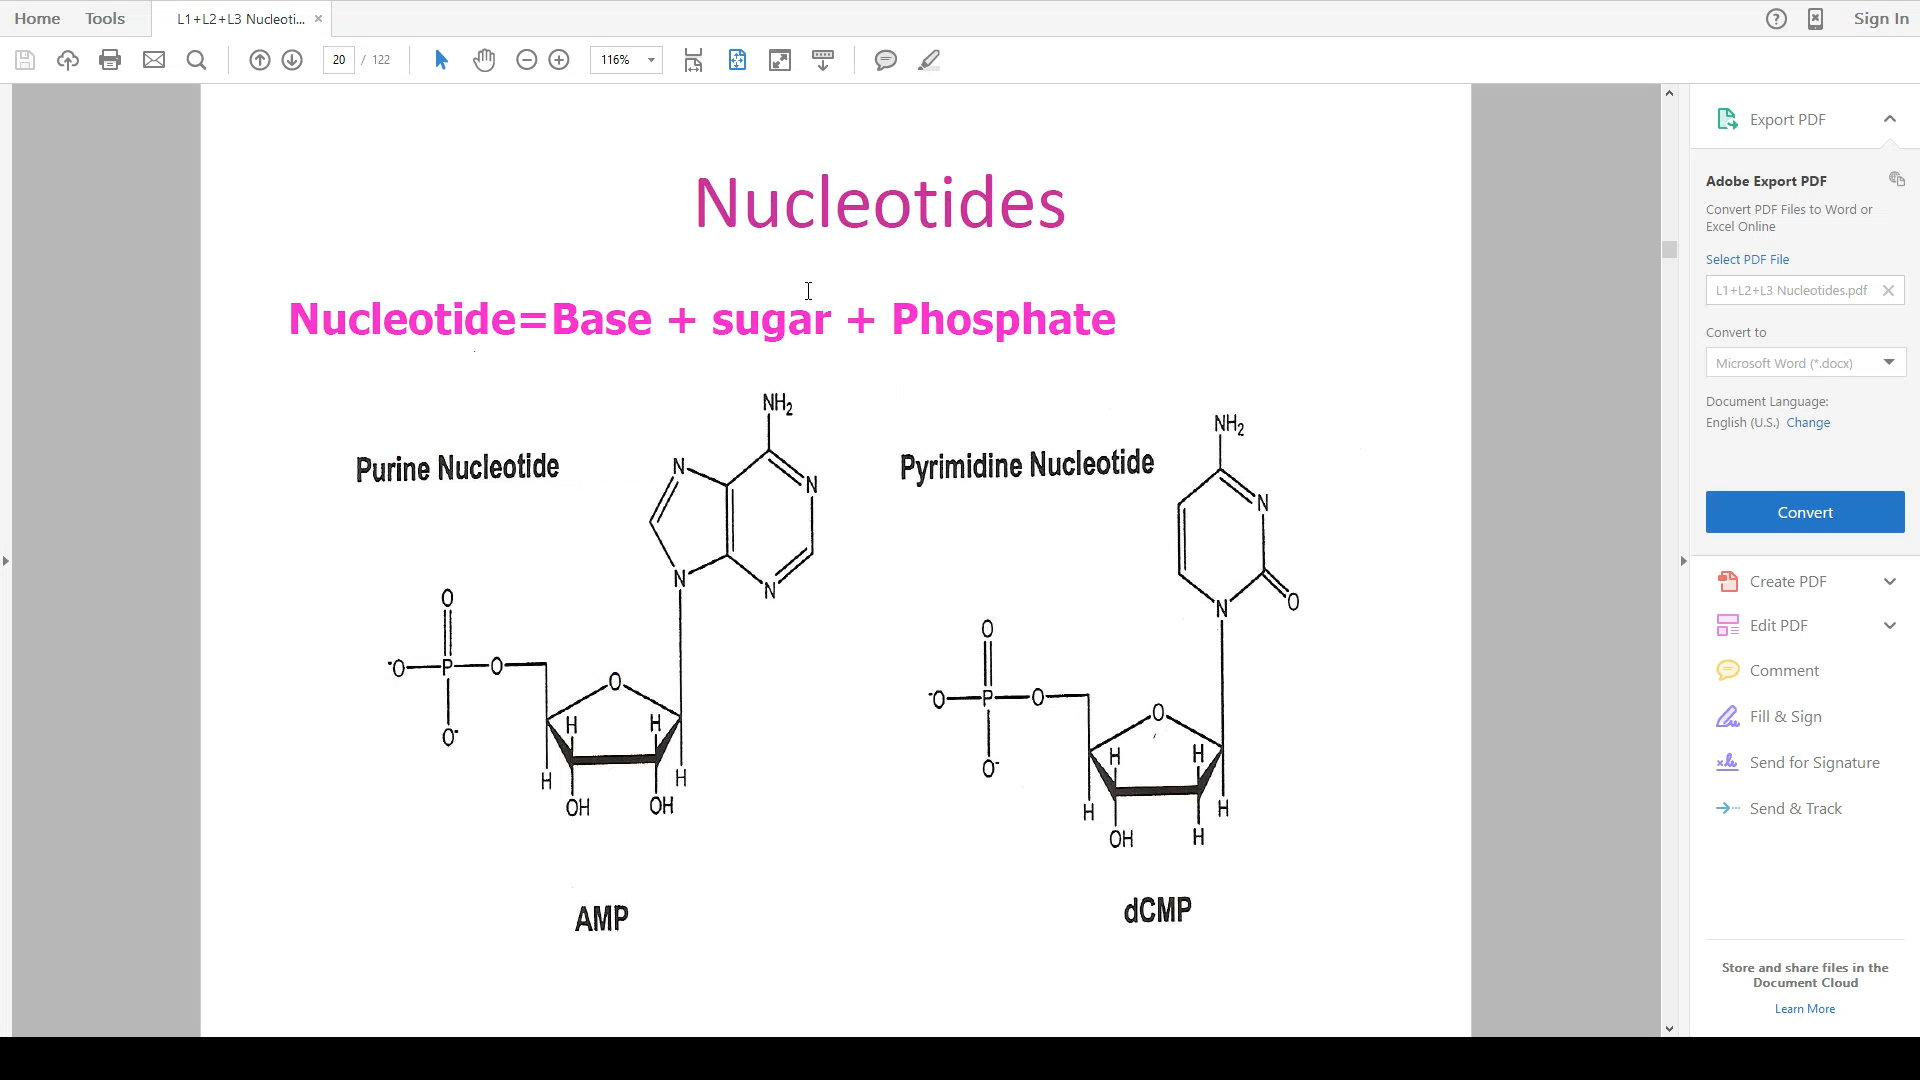 Home Tools L1+L2+L3 Nucleoti... × Sign In
20 / 122 116%
Nucleotides
Nucleotide=Base + sugar + Phosphate
Purine Nucleotide
NH2
N
N
N
N
O
-O P O
O-
O
H H
H H
OH OH
AMP
Pyrimidine Nucleotide
NH2
N
N
O
O
-O P O
O-
O
H H
H H
OH H
dCMP
Export PDF
Adobe Export PDF
Convert PDF Files to Word or
Excel Online
Select PDF File
L1+L2+L3 Nucleotides.pdf
Convert to
Microsoft Word (*.docx)
Document Language:
English (U.S.) Change
Convert
Create PDF
Edit PDF
Comment
Fill & Sign
Send for Signature
Send & Track
Store and share files in the
Document Cloud
Learn More